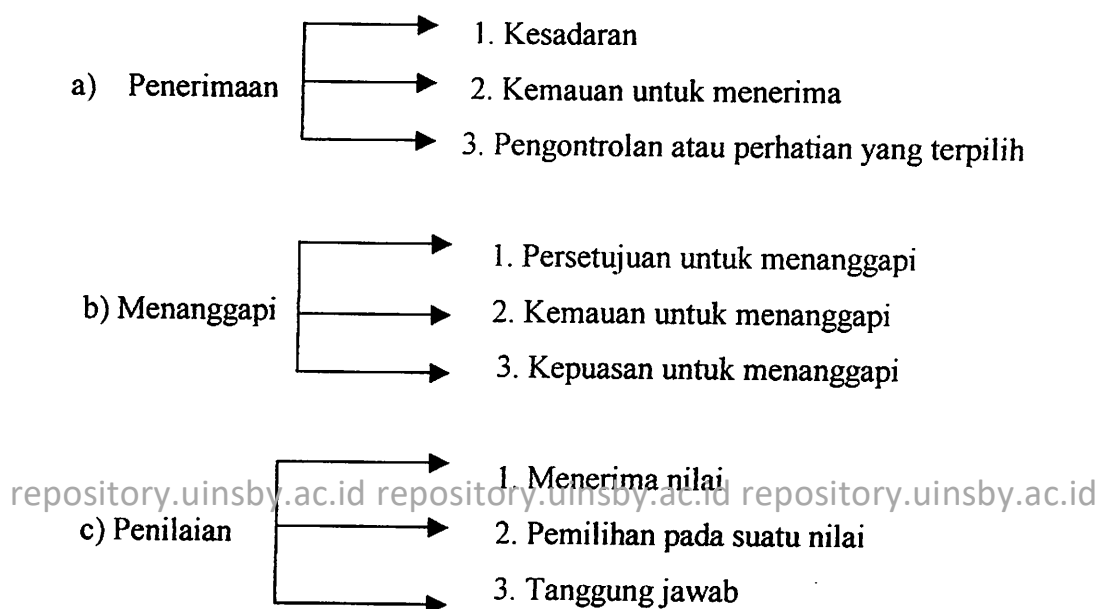 1. Kesadaran
a) Penerimaan
2. Kemauan untuk menerima
3. Pengontrolan atau perhatian yang terpilih
1. Persetujuan untuk menanggapi
b) Menanggapi
2. Kemauan untuk menanggapi
3. Kepuasan untuk menanggapi
1. Menerima nilai
repository.uinsby.ac.id repository.uinsby.ac.id repository.uinsby.ac.id
c) Penilaian
2. Pemilihan pada suatu nilai
3. Tanggung jawab